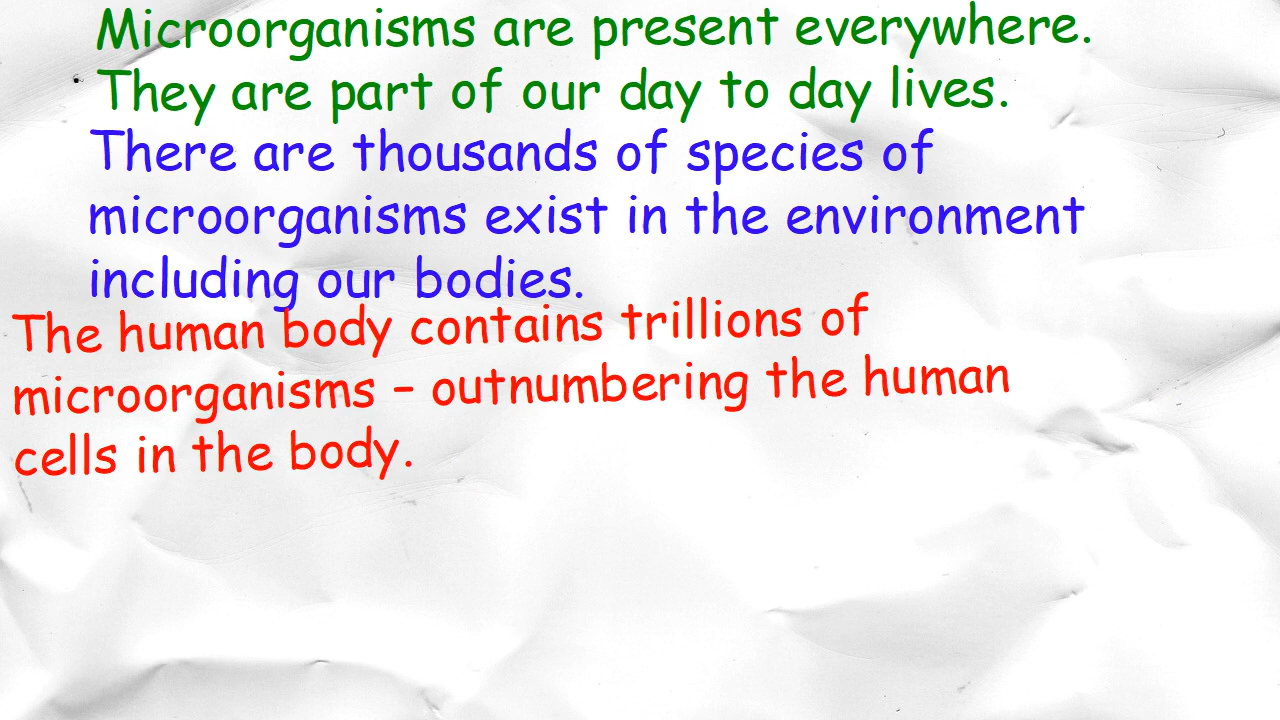 Microorganisms are present everywhere.
They are part of our day to day lives.
There are thousands of species of
microorganisms exist in the environment
including our bodies.
The human body contains trillions of
microorganisms – outnumbering the human
cells in the body.